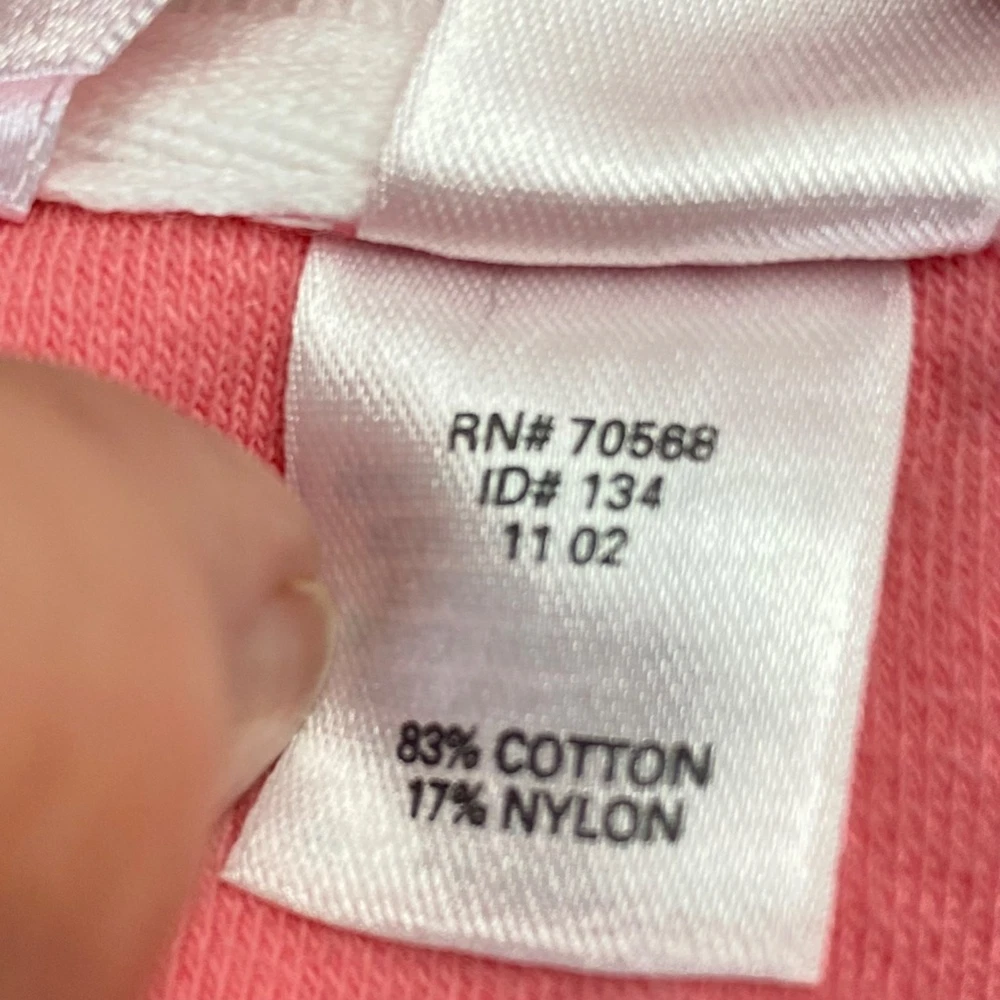 RN# 70568
ID# 134
11 02
83% COTTON
17% NYLON